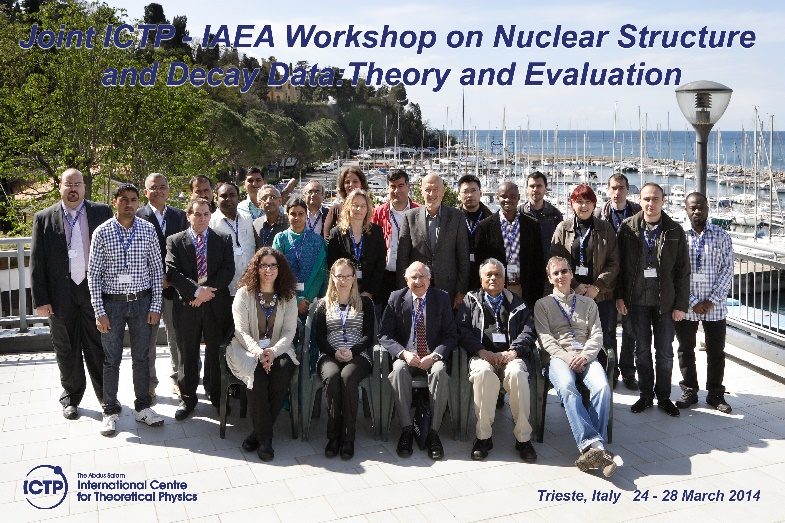 Joint ICTP - IAEA Workshop on Nuclear Structure
and Decay Data: Theory and Evaluation
ICTP
The Abdus Salam
International Centre
for Theoretical Physics
Trieste, Italy 24 - 28 March 2014